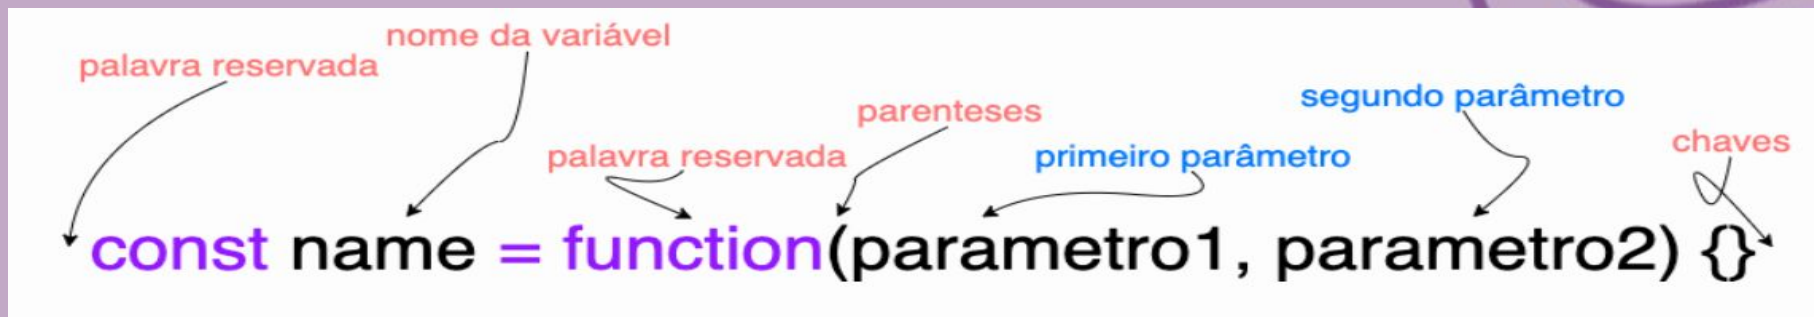 nome da variável
palavra reservada
segundo parâmetro
parenteses
chaves
palavra reservada
primeiro parâmetro
const name = function(parametro1, parametro2) {}